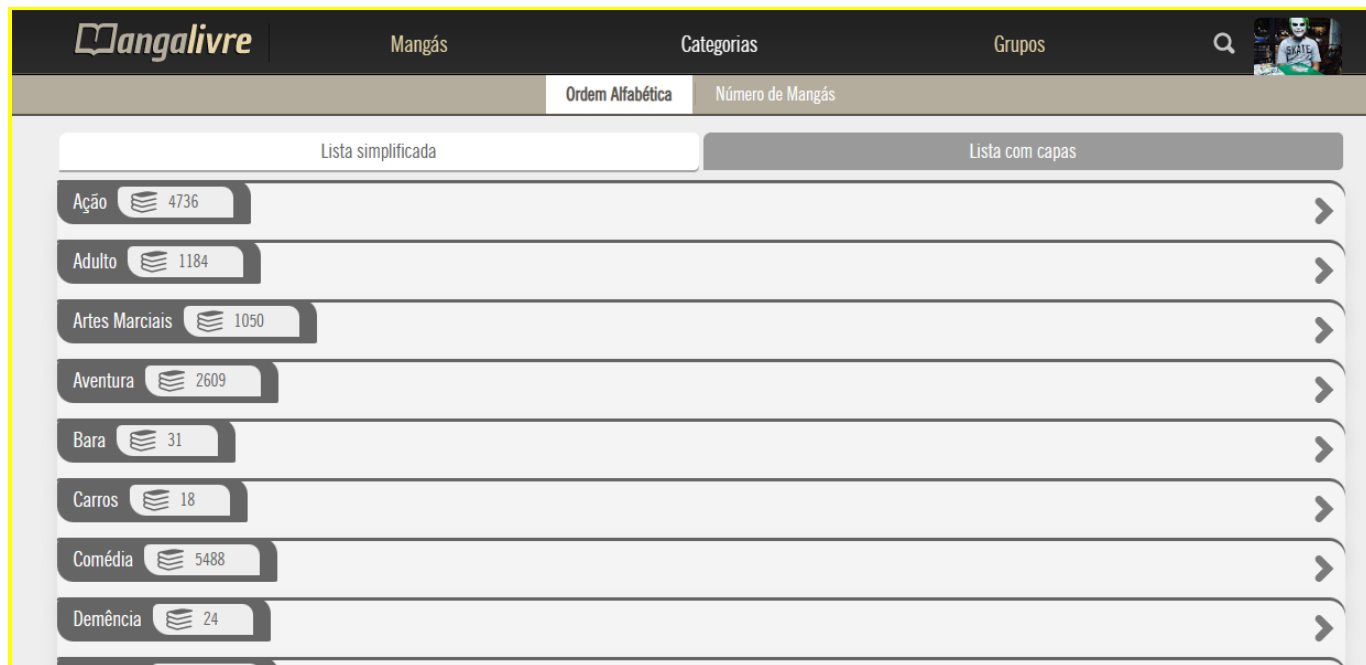 Mangalivre
Mangás
Categorias
Grupos
SKATE
Ordem Alfabética
Número de Mangás
Lista simplificada
Lista com capas
Ação 4736
Adulto 1184
Artes Marciais 1050
Aventura 2609
Bara 31
Carros 18
Comédia 5488
Demência 24